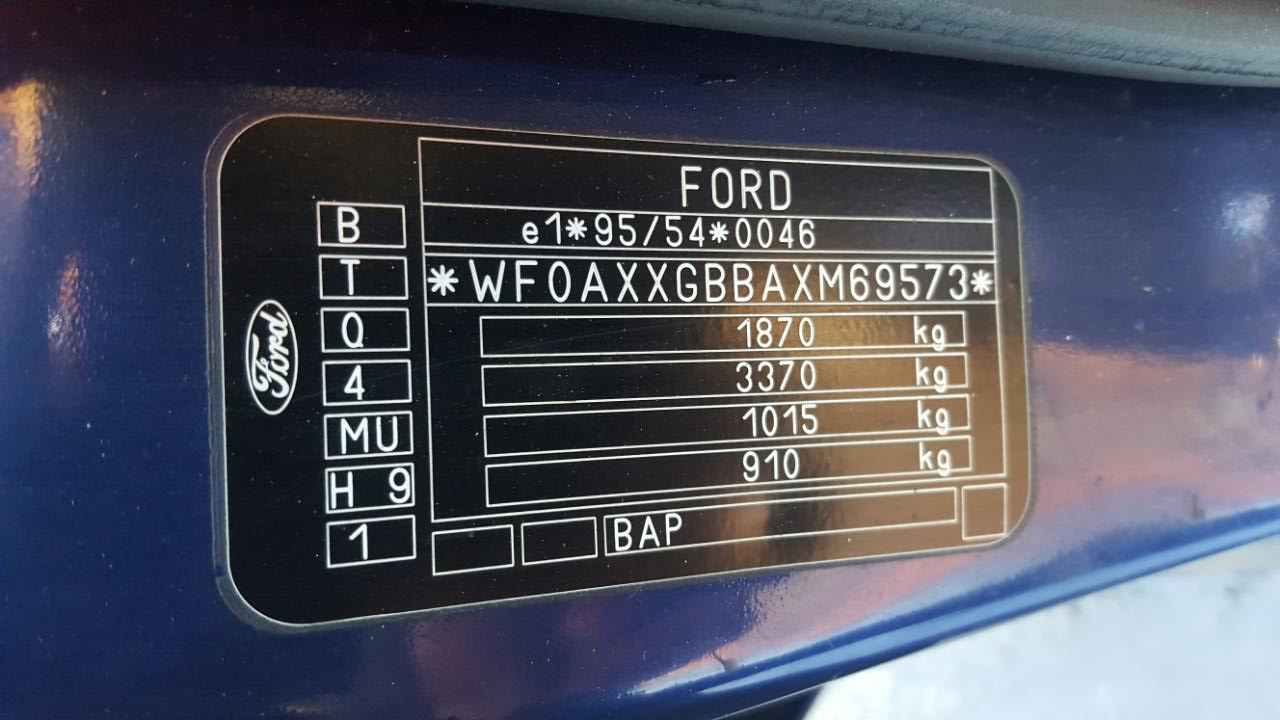 FORD
e1*95/54*0046
*WF0AXXGBBAXM69573*
1870 kg
3370 kg
1015 kg
910 kg
BAP
B
T
Q
4
MU
H 9
1
Ford